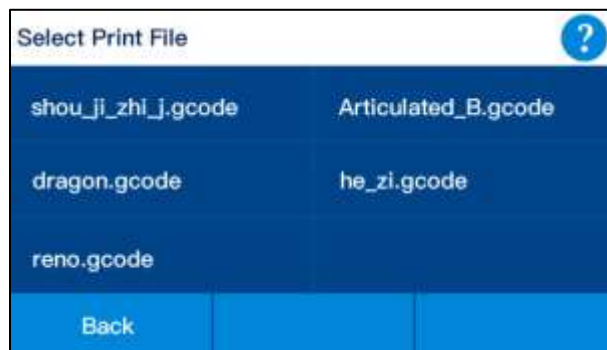 Select Print File
?
shou_ji_zhi_j.gcode Articulated_B.gcode
dragon.gcode he_zi.gcode
reno.gcode
Back